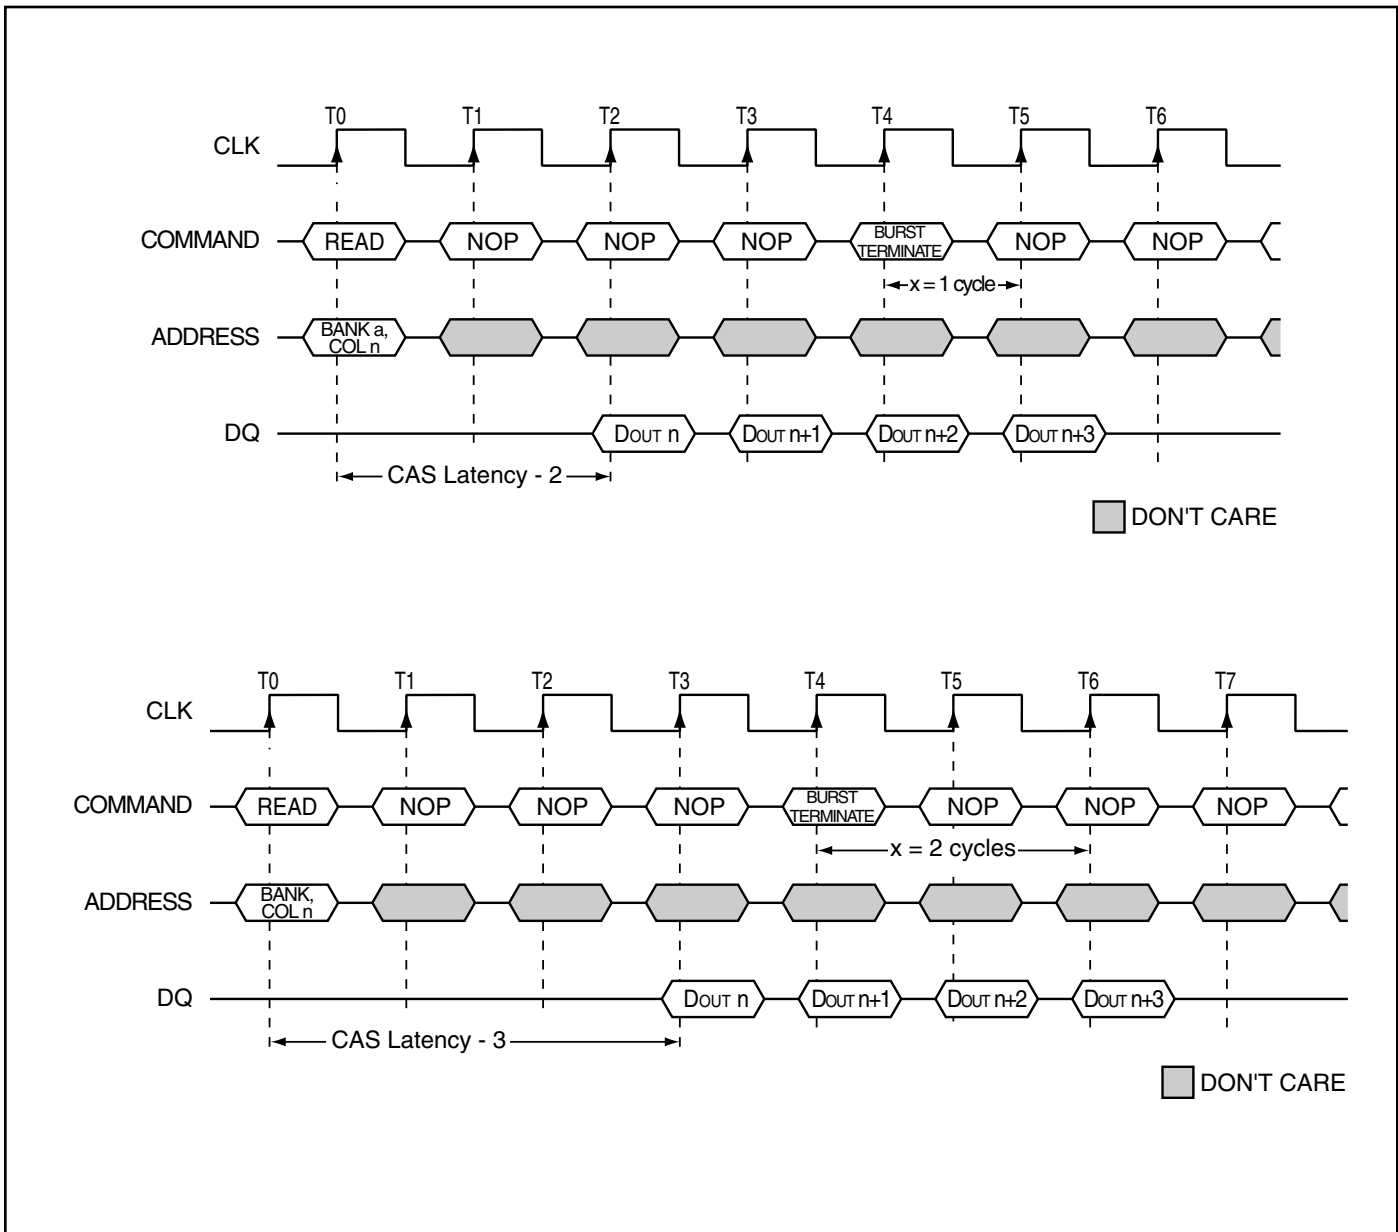 T0 T1 T2 T3 T4 T5 T6
CLK
COMMAND READ NOP NOP NOP BURST TERMINATE NOP NOP
x = 1 cycle
ADDRESS BANK a, COL n
DQ DOUT n DOUT n+1 DOUT n+2 DOUT n+3
CAS Latency - 2
DON'T CARE
T0 T1 T2 T3 T4 T5 T6 T7
CLK
COMMAND READ NOP NOP NOP BURST TERMINATE NOP NOP NOP
x = 2 cycles
ADDRESS BANK, COL n
DQ DOUT n DOUT n+1 DOUT n+2 DOUT n+3
CAS Latency - 3
DON'T CARE